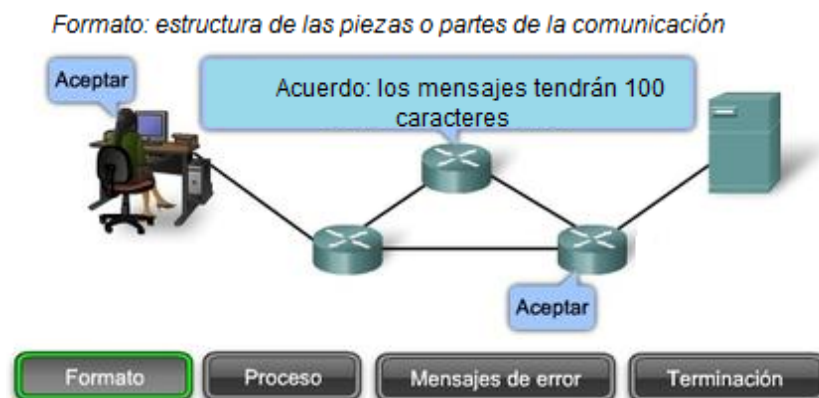 Formato: estructura de las piezas o partes de la comunicación
Aceptar
Acuerdo: los mensajes tendrán 100
caracteres
Aceptar
Formato
Proceso
Mensajes de error
Terminación